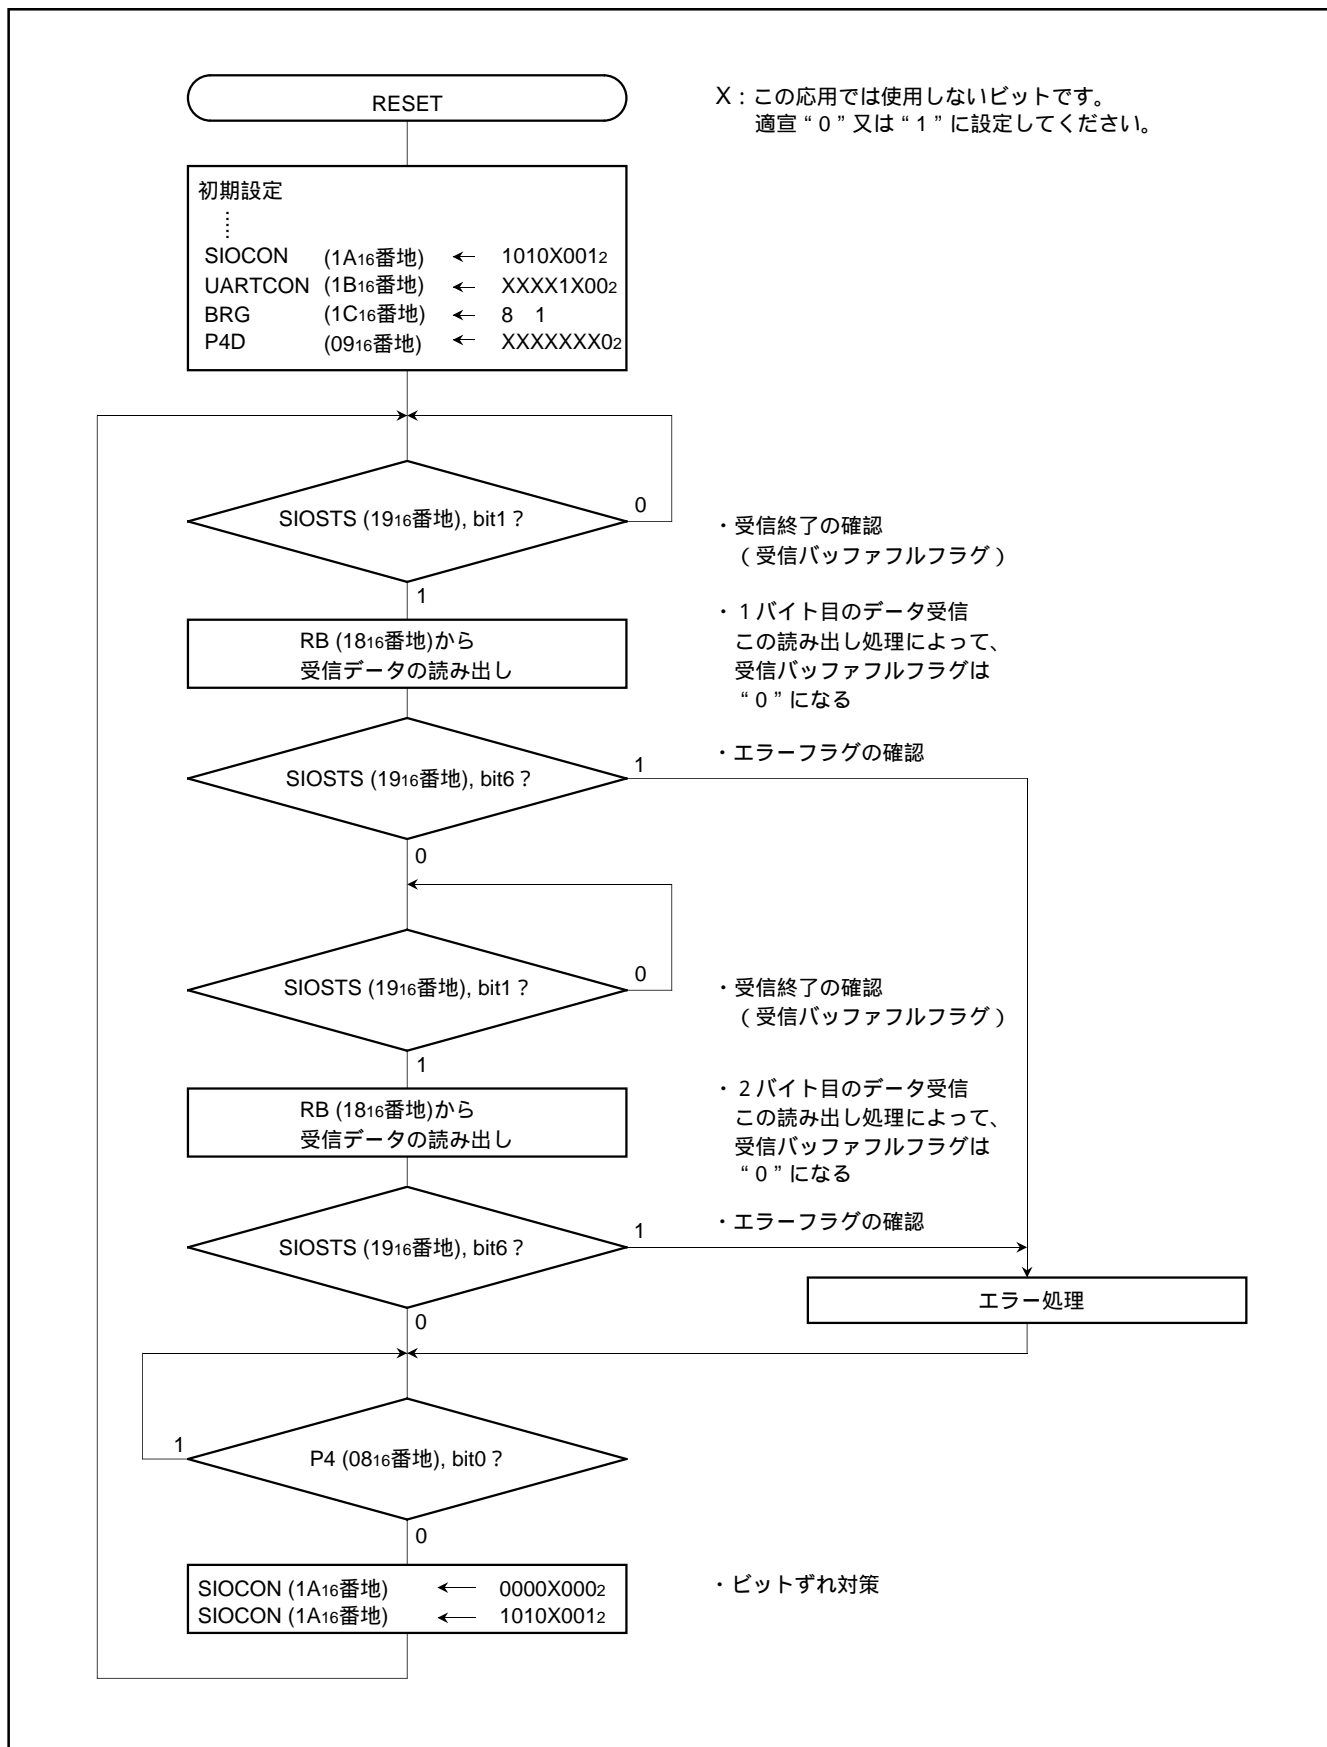 RESET
X：この応用では使用しないビットです。
適宣“0”又は“1”に設定してください。
初期設定
⋮
SIOCON (1A16番地) ← 1010X0012
UARTCON (1B16番地) ← XXXX1X002
BRG (1C16番地) ← 8 1
P4D (0916番地) ← XXXXXXX02
SIOSTS (1916番地), bit1？
0
・受信終了の確認
（受信バッファフルフラグ）
1
RB (1816番地)から
受信データの読み出し
・1バイト目のデータ受信
この読み出し処理によって、
受信バッファフルフラグは
“0”になる
・エラーフラグの確認
SIOSTS (1916番地), bit6？
1
0
SIOSTS (1916番地), bit1？
0
・受信終了の確認
（受信バッファフルフラグ）
1
RB (1816番地)から
受信データの読み出し
・2バイト目のデータ受信
この読み出し処理によって、
受信バッファフルフラグは
“0”になる
・エラーフラグの確認
SIOSTS (1916番地), bit6？
1
エラー処理
0
1
P4 (0816番地), bit0？
0
SIOCON (1A16番地) ← 0000X0002
SIOCON (1A16番地) ← 1010X0012
・ビットずれ対策